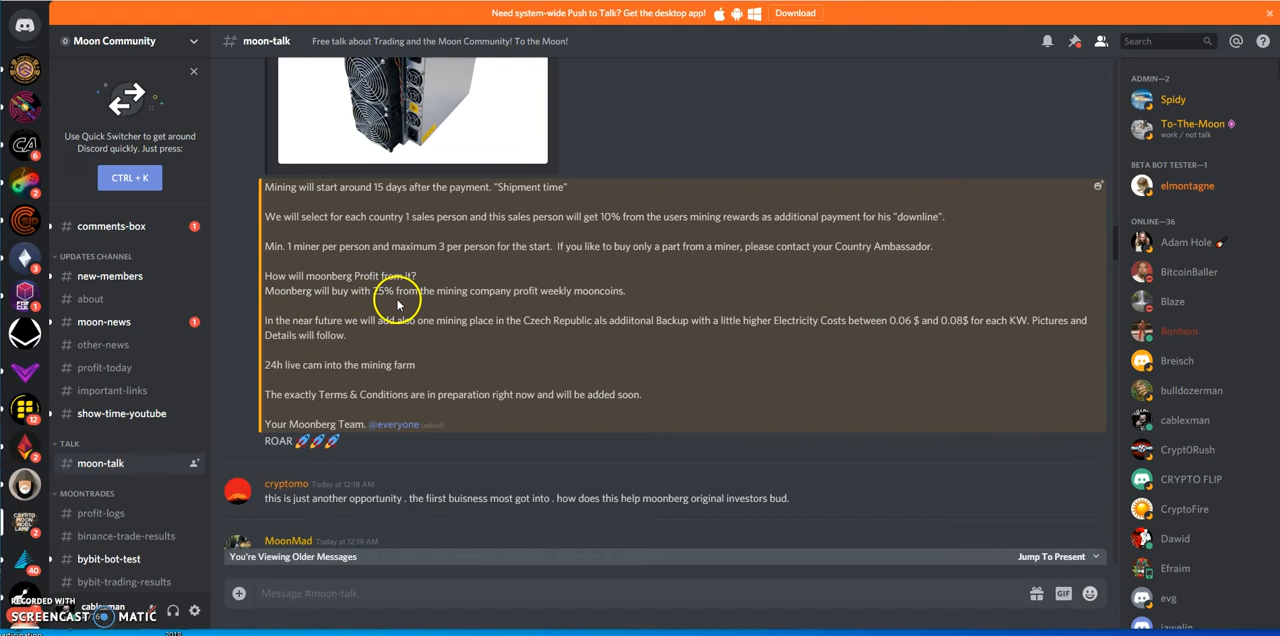 Need system-wide Push to Talk? Get the desktop app! Download
Moon Community
# moon-talk Free talk about Trading and the Moon Community! To the Moon!
Search
Use Quick Switcher to get around
Discord quickly. Just press:
CTRL + K
# comments-box 1
UPDATES CHANNEL
# new-members
# about
# moon-news 1
# other-news
# profit-today
# important-links
# show-time-youtube
TALK
# moon-talk
MOONTRADES
# profit-logs
# binance-trade-results
# bybit-bot-test
# bybit-trading-results
cablexman
RECORDED WITH
SCREENCAST MATIC
CA
6
2
3
2
40
2018
Mining will start around 15 days after the payment. "Shipment time"
We will select for each country 1 sales person and this sales person will get 10% from the users mining rewards as additional payment for his "downline".
Min. 1 miner per person and maximum 3 per person for the start. If you like to buy only a part from a miner, please contact your Country Ambassador.
How will moonberg Profit from it?
Moonberg will buy with 25% from the mining company profit weekly mooncoins.
In the near future we will add also one mining place in the Czech Republic als addiitonal Backup with a little higher Electricity Costs between 0.06 $ and 0.08$ for each KW. Pictures and
Details will follow.
24h live cam into the mining farm
The exactly Terms & Conditions are in preparation right now and will be added soon.
Your Moonberg Team. @everyone (edited)
ROAR 🚀🚀🚀
cryptomo Today at 12:18 AM
this is just another opportunity . the fiirst buisness most got into . how does this help moonberg original investors bud.
MoonMad Today at 12:19 AM
You're Viewing Older Messages Jump To Present
Message #moon-talk
GIF
ADMIN—2
Spidy
To-The-Moon
work / not talk
BETA BOT TESTER—1
elmontagne
ONLINE—36
Adam Hole
BitcoinBaller
Blaze
Bonboni
Breisch
bulldozerman
cablexman
CryptORush
CRYPTO FLIP
CryptoFire
Dawid
Efraim
evg
jawelin